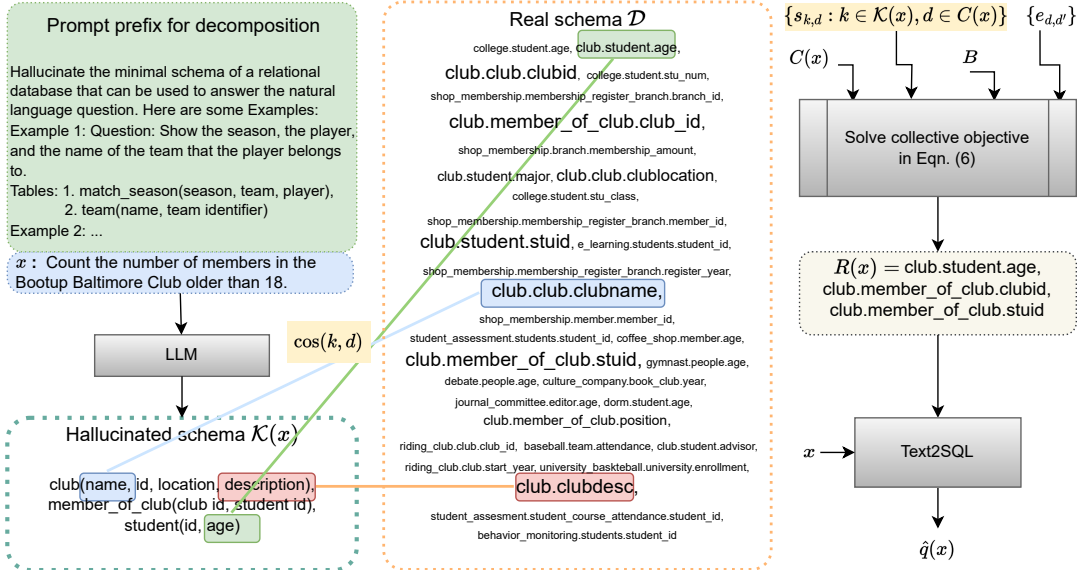 Prompt prefix for decomposition
Hallucinate the minimal schema of a relational
database that can be used to answer the natural
language question. Here are some Examples:
Example 1: Question: Show the season, the player,
and the name of the team that the player belongs
to.
Tables: 1. match_season(season, team, player),
2. team(name, team identifier)
Example 2: ...
x : Count the number of members in the
Bootup Baltimore Club older than 18.
LLM
cos(k, d)
Hallucinated schema K(x)
club(name, id, location, description),
member_of_club(club id, student id),
student(id, age)
Real schema D
college.student.age, club.student.age,
club.club.clubid, college.student.stu_num,
shop_membership.membership_register_branch.branch_id,
club.member_of_club.club_id,
shop_membership.branch.membership_amount,
club.student.major, club.club.clublocation,
college.student.stu_class,
shop_membership.membership_register_branch.member_id,
club.student.stuid, e_learning.students.student_id,
shop_membership.membership_register_branch.register_year,
club.club.clubname,
shop_membership.member.member_id,
student_assessment.students.student_id, coffee_shop.member.age,
club.member_of_club.stuid, gymnast.people.age,
debate.people.age, culture_company.book_club.year,
journal_committee.editor.age, dorm.student.age,
club.member_of_club.position,
riding_club.club.club_id, baseball.team.attendance, club.student.advisor,
riding_club.club.start_year, university_baskteball.university.enrollment,
club.clubdesc,
student_assesment.student_course_attendance.student_id,
behavior_monitoring.students.student_id
{s_{k,d} : k ∈ K(x), d ∈ C(x)} {e_{d,d'}}
C(x) B
Solve collective objective
in Eqn. (6)
R(x) = club.student.age,
club.member_of_club.clubid,
club.member_of_club.stuid
x
Text2SQL
q̂(x)